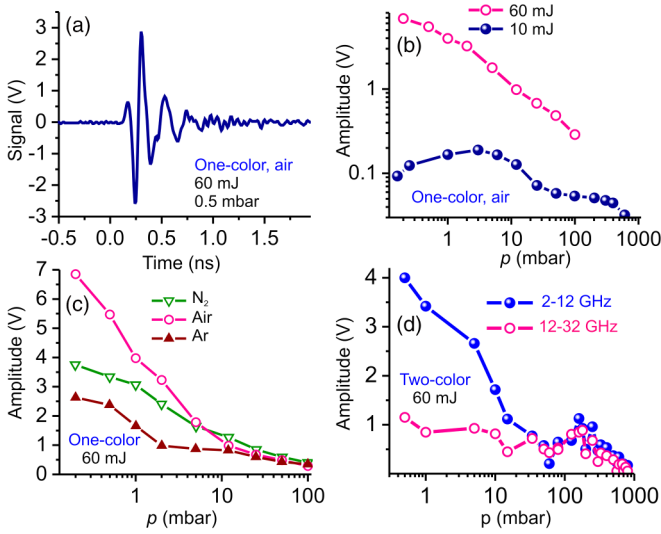 (a)
3
2
1
0
-1
-2
-3
Signal (V)
One-color, air
60 mJ
0.5 mbar
-0.5
0.0
0.5
1.0
1.5
Time (ns)
60 mJ
10 mJ
(b)
1
0.1
Amplitude (V)
One-color, air
1
10
100
1000
p (mbar)
(c)
7
6
5
4
3
2
1
0
Amplitude (V)
N₂
Air
Ar
One-color
60 mJ
1
10
100
p (mbar)
(d)
4
2
1
Amplitude (V)
2-12 GHz
12-32 GHz
Two-color
60 mJ
1
10
100
1000
p (mbar)